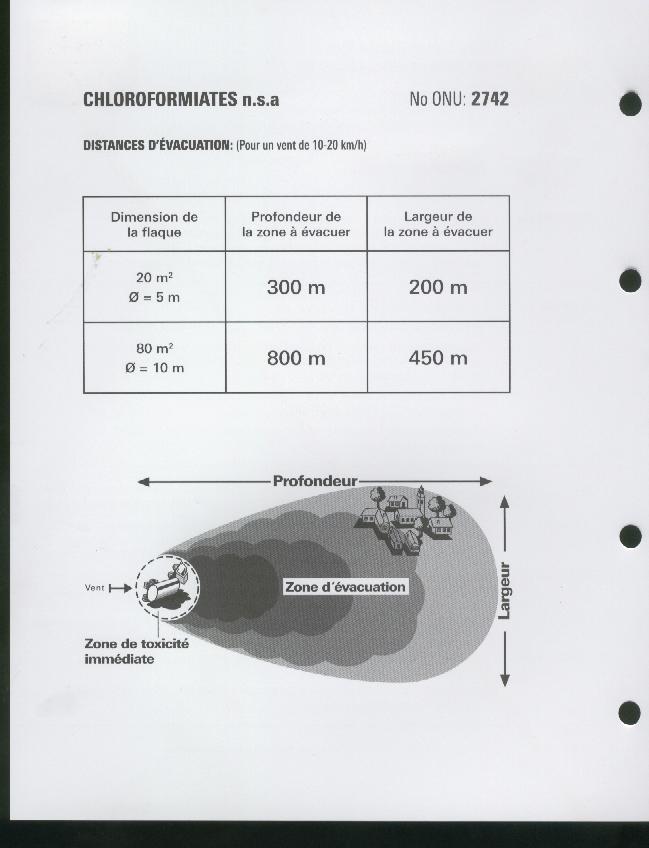 CHLOROFORMIATES n.s.a
No ONU: 2742
DISTANCES D'ÉVACUATION: (Pour un vent de 10-20 km/h)
Dimension de
la flaque
Profondeur de
la zone à évacuer
Largeur de
la zone à évacuer
20 m²
Ø = 5 m
300 m
200 m
80 m²
Ø = 10 m
800 m
450 m
Profondeur
Vent
Zone d'évacuation
Largeur
Zone de toxicité
immédiate